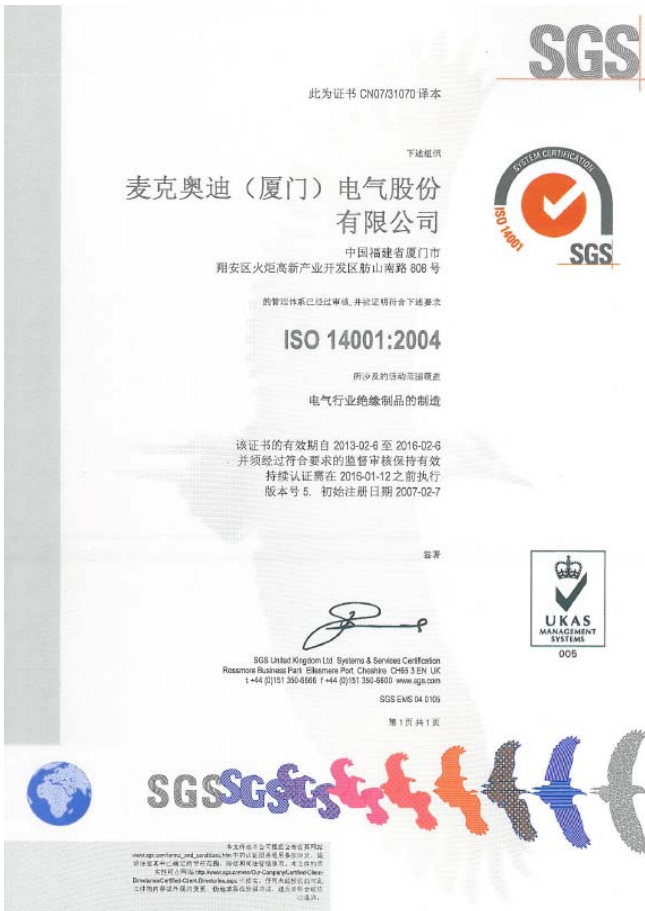 SGS
此为证书 CN07/31070 译本
下述组织
麦克奥迪（厦门）电气股份
有限公司
中国福建省厦门市
翔安区火炬高新产业开发区舫山南路 808 号
的管理体系已经过审核, 并被证明符合下述要求
ISO 14001:2004
所涉及的活动范围覆盖
电气行业绝缘制品的制造
该证书的有效期自 2013-02-6 至 2016-02-6
并须经过符合要求的监督审核保持有效
持续认证需在 2016-01-12 之前执行
版本号 5. 初始注册日期 2007-02-7
签署
SYSTEM CERTIFICATION
ISO 14001
SGS
UKAS
MANAGEMENT
SYSTEMS
005
SGS United Kingdom Ltd Systems & Services Certification
Rossmore Business Park Ellesmere Port Cheshire CH65 3 EN UK
t +44 (0)151 350-6666 f +44 (0)151 350-6600 www.sgs.com
SGS EMS 04 0105
第 1 页 共 1 页
SGSSGSSGS